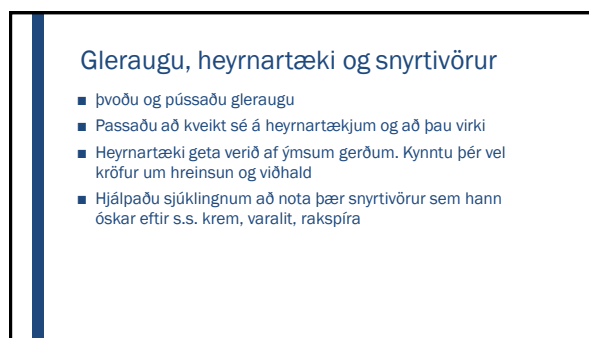 Gleraugu, heyrnartæki og snyrtivörur
■ þvoðu og pússaðu gleraugu
■ Passaðu að kveikt sé á heyrnartækjum og að þau virki
■ Heyrnartæki geta verið af ýmsum gerðum. Kynntu þér vel
kröfur um hreinsun og viðhald
■ Hjálpaðu sjúklingnum að nota þær snyrtivörur sem hann
óskar eftir s.s. krem, varalit, rakspíra